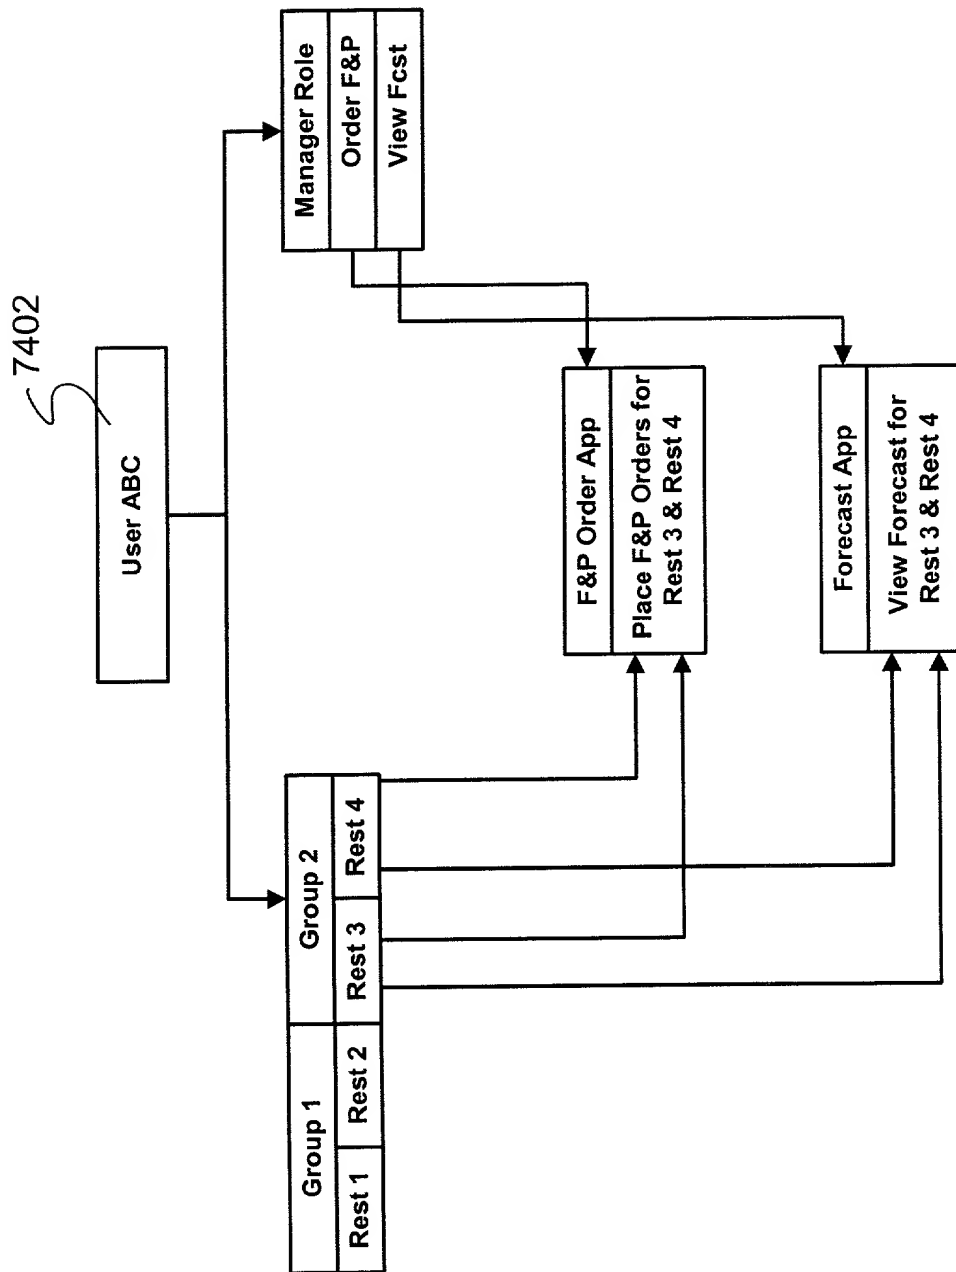 7402
User ABC
Group 1
Group 2
Manager Role
Rest 1
Rest 2
Rest 3
Rest 4
Order F&P
View Fcst
F&P Order App
Place F&P Orders for
Rest 3 & Rest 4
Forecast App
View Forecast for
Rest 3 & Rest 4